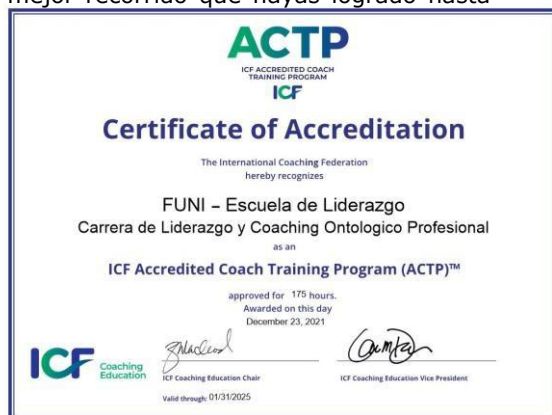 mejor recorrido que hayas logrado hasta
ACTP
ICF ACCREDITED COACH
TRAINING PROGRAM
ICF
Certificate of Accreditation
The International Coaching Federation
hereby recognizes
FUNI – Escuela de Liderazgo
Carrera de Liderazgo y Coaching Ontologico Profesional
as an
ICF Accredited Coach Training Program (ACTP)™
approved for 175 hours.
Awarded on this day
December 23, 2021
ICF Coaching
Education
ICF Coaching Education Chair
ICF Coaching Education Vice President
Valid through: 01/31/2025